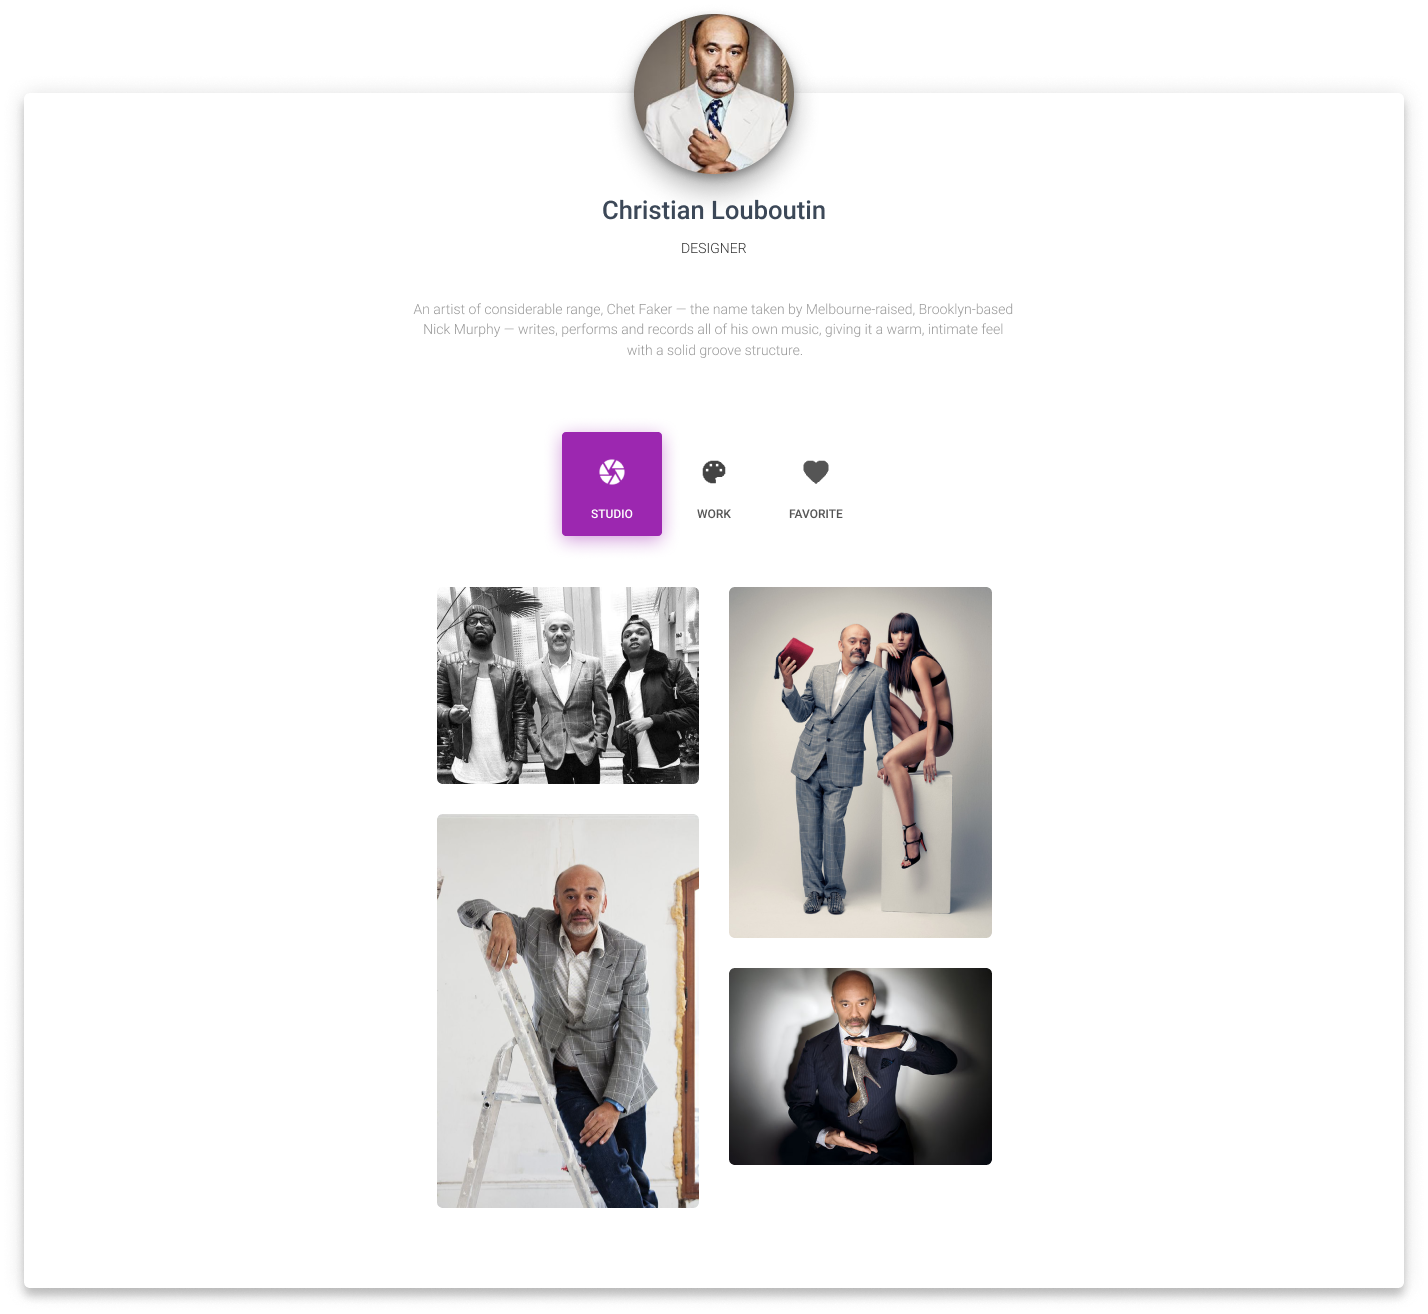 Christian Louboutin
DESIGNER
An artist of considerable range, Chet Faker — the name taken by Melbourne-raised, Brooklyn-based
Nick Murphy — writes, performs and records all of his own music, giving it a warm, intimate feel
with a solid groove structure.
STUDIO
WORK
FAVORITE